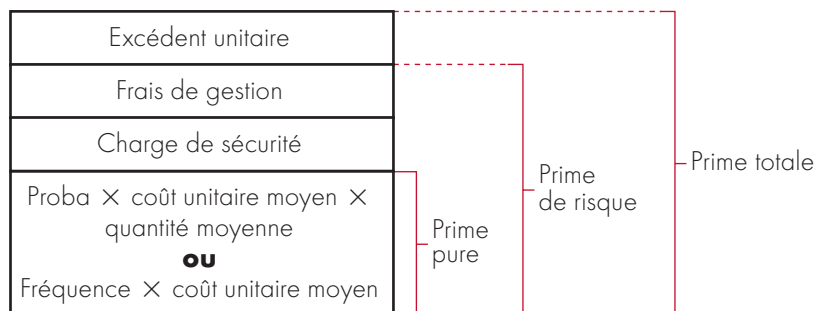 Excédent unitaire
Frais de gestion
Charge de sécurité
Proba × coût unitaire moyen ×
quantité moyenne
ou
Fréquence × coût unitaire moyen
Prime
pure
Prime
de risque
Prime totale